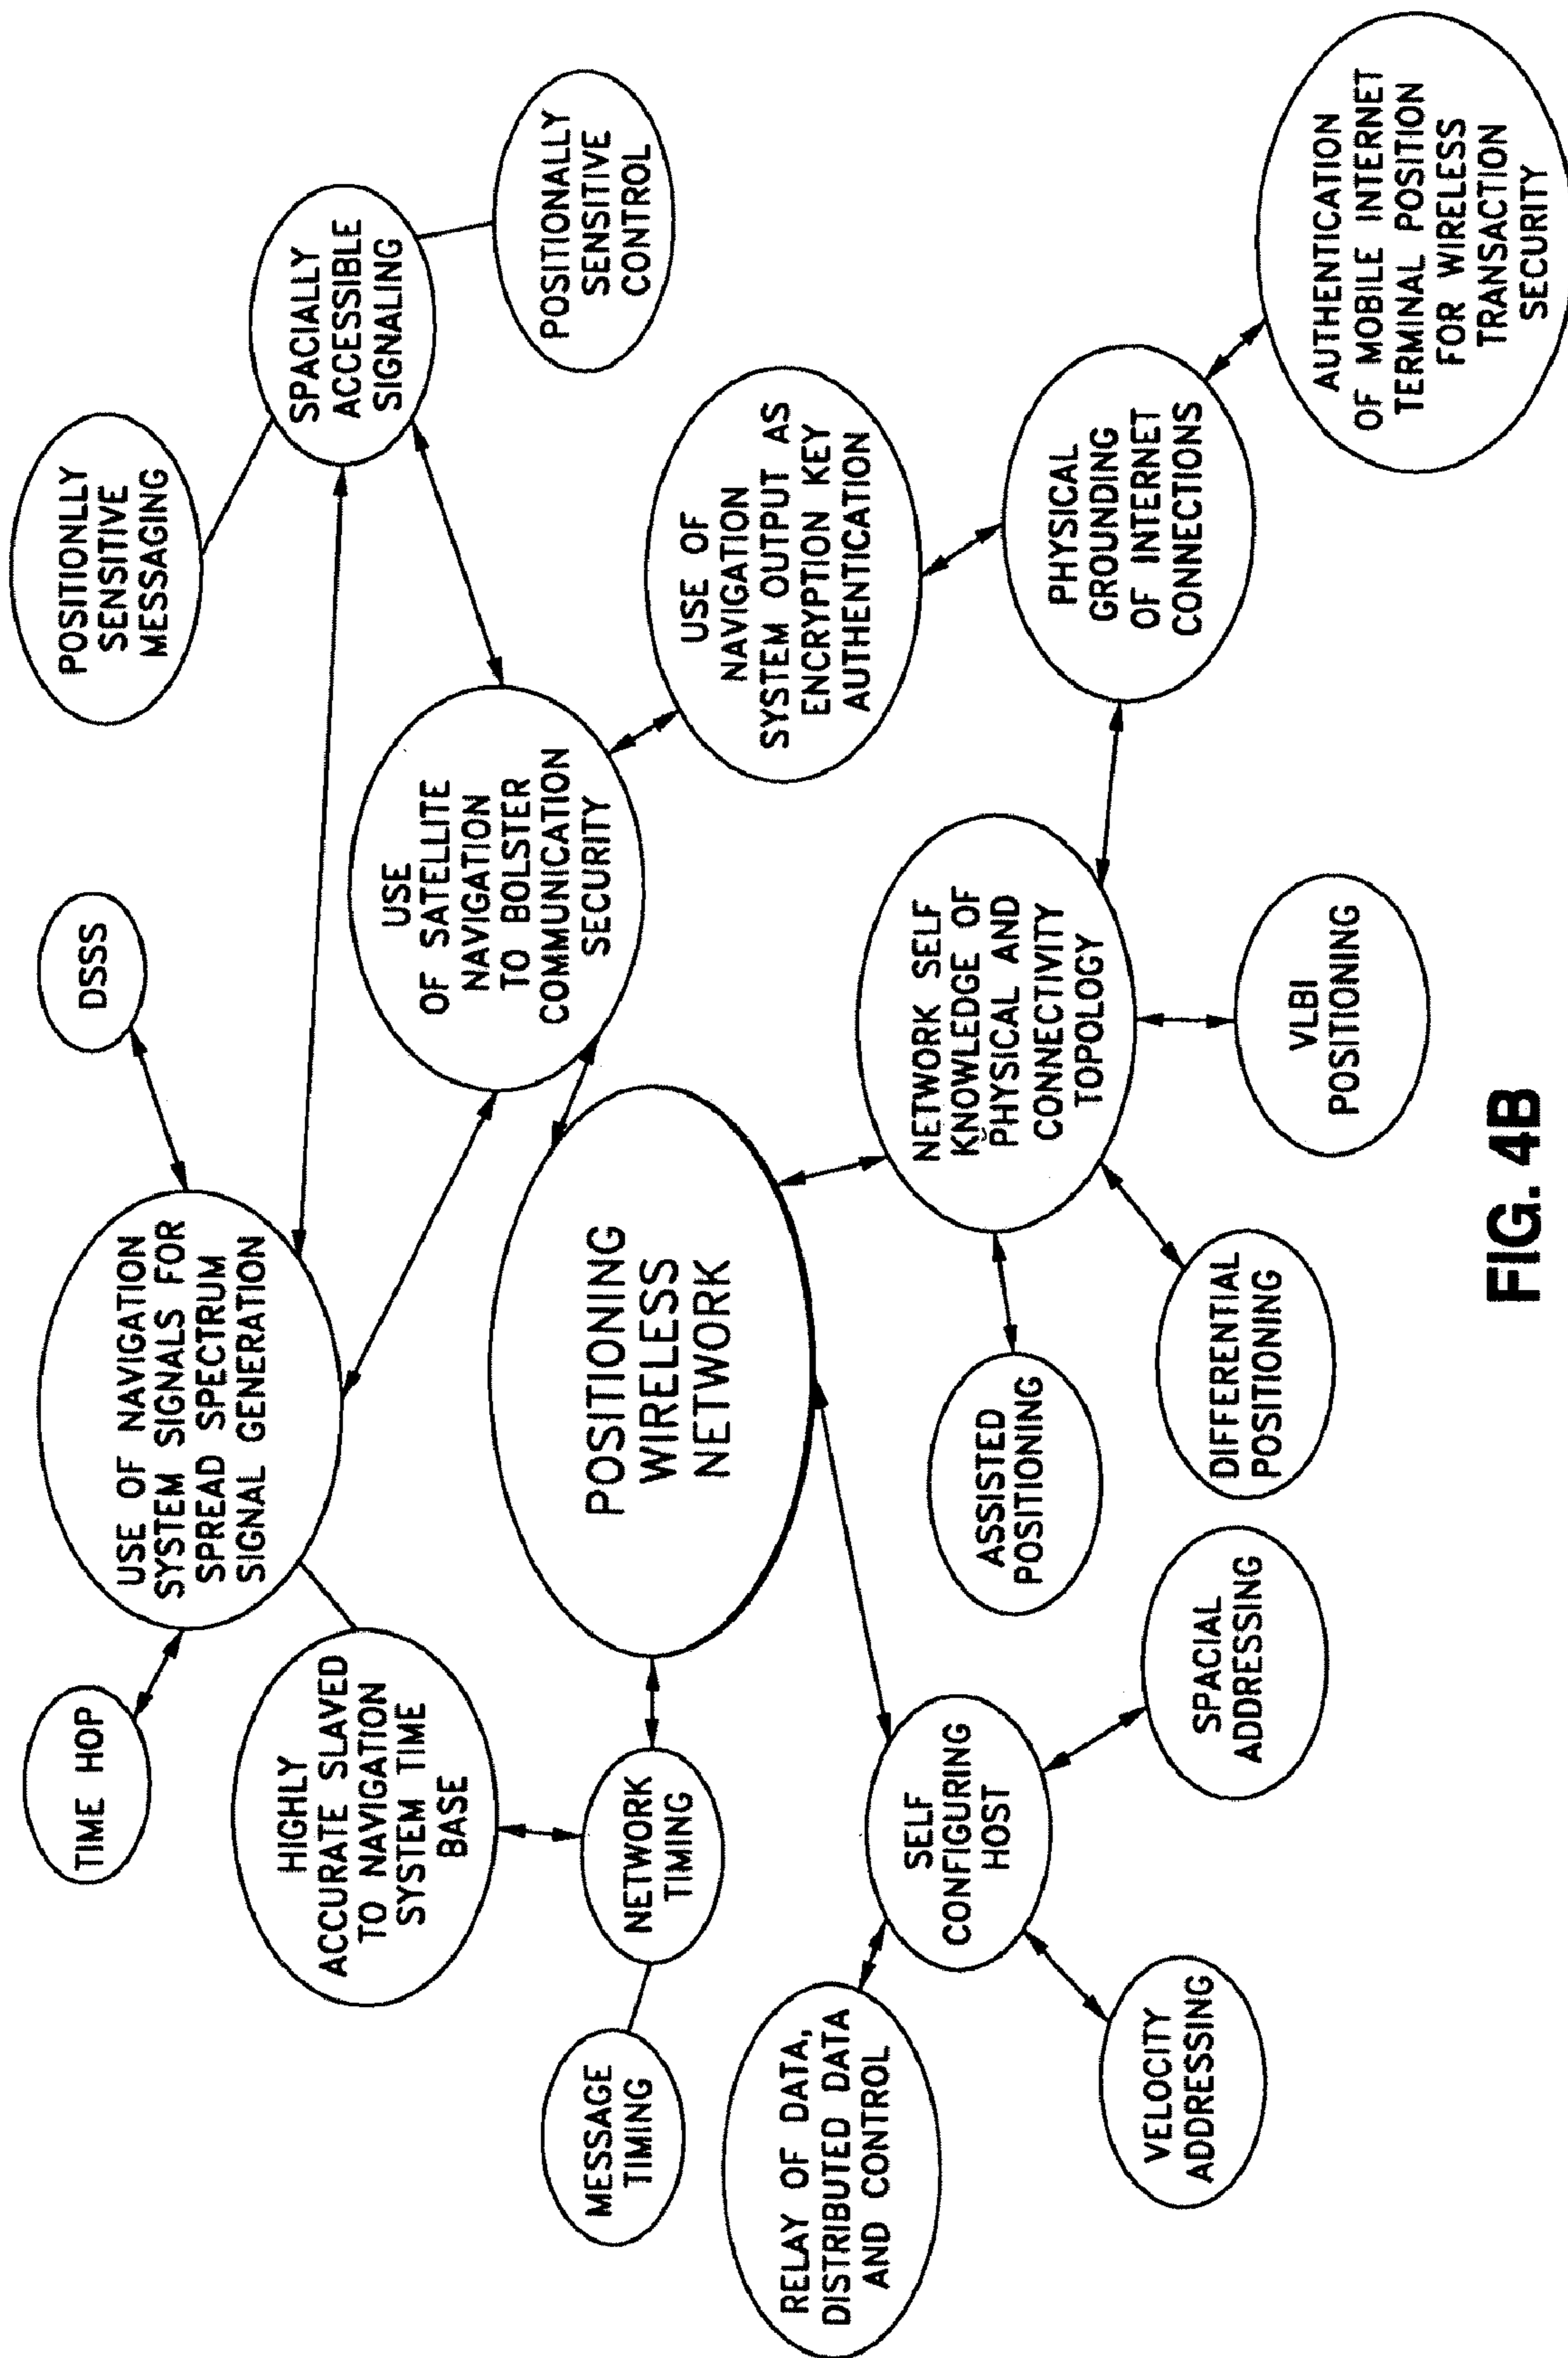 TIME HOP
USE OF NAVIGATION
SYSTEM SIGNALS FOR
SPREAD SPECTRUM
SIGNAL GENERATION
DSSS
POSITIONLLY
SENSITIVE
MESSAGING
HIGHLY
ACCURATE SLAVED
TO NAVIGATION
SYSTEM TIME
BASE
SPACIALLY
ACCESSIBLE
SIGNALING
USE
OF SATELLITE
NAVIGATION
TO BOLSTER
COMMUNICATION
SECURITY
POSITIONALLY
SENSITIVE
CONTROL
MESSAGE
TIMING
NETWORK
TIMING
POSITIONING
WIRELESS
NETWORK
USE OF
NAVIGATION
SYSTEM OUTPUT AS
ENCRYPTION KEY
AUTHENTICATION
RELAY OF DATA,
DISTRIBUTED DATA
AND CONTROL
SELF
CONFIGURING
HOST
ASSISTED
POSITIONING
NETWORK SELF
KNOWLEDGE OF
PHYSICAL AND
CONNECTIVITY
TOPOLOGY
PHYSICAL
GROUNDING
OF INTERNET
CONNECTIONS
VELOCITY
ADDRESSING
SPACIAL
ADDRESSING
DIFFERENTIAL
POSITIONING
VLBI
POSITIONING
AUTHENTICATION
OF MOBILE INTERNET
TERMINAL POSITION
FOR WIRELESS
TRANSACTION
SECURITY
FIG. 4B